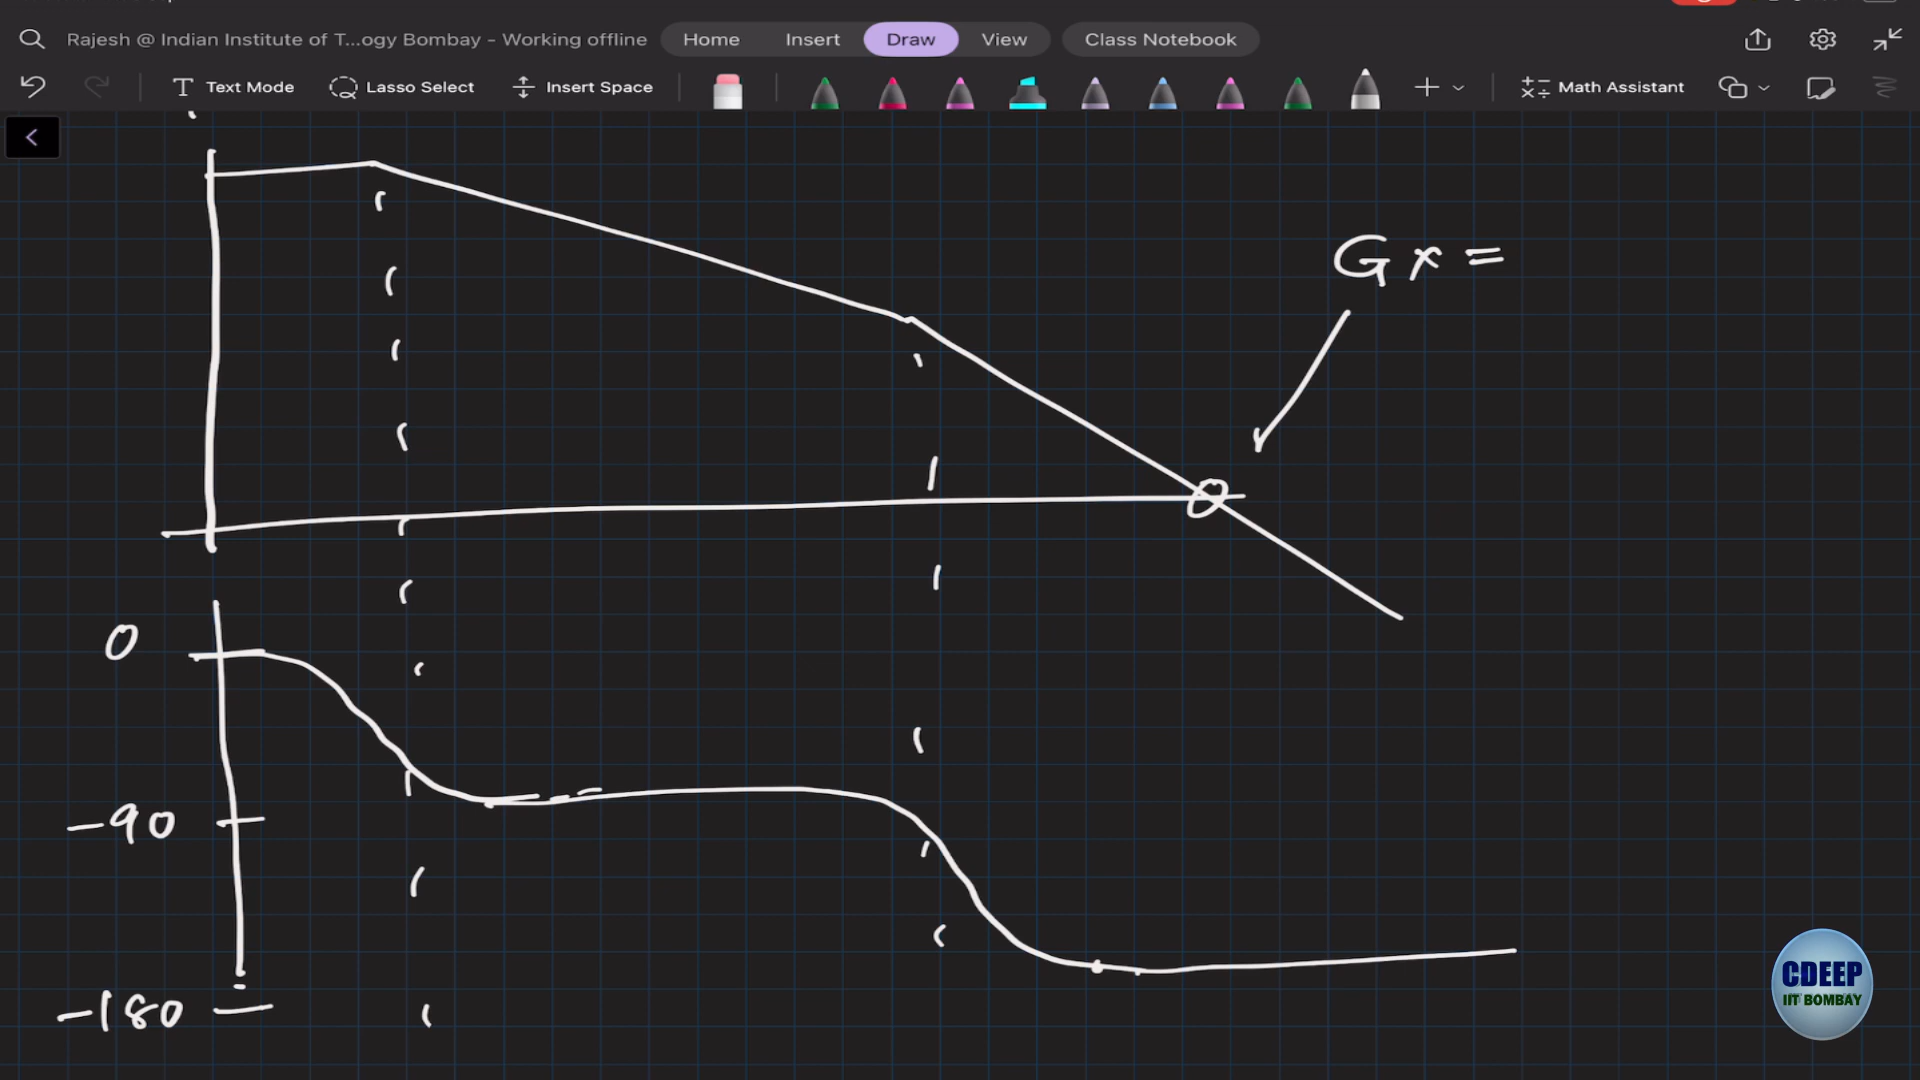 Rajesh @ Indian Institute of T...ogy Bombay - Working offline
Home
Insert
Draw
View
Class Notebook
Text Mode
Lasso Select
Insert Space
Math Assistant
Gx =
0
-90
-180
CDEEP
IIT BOMBAY